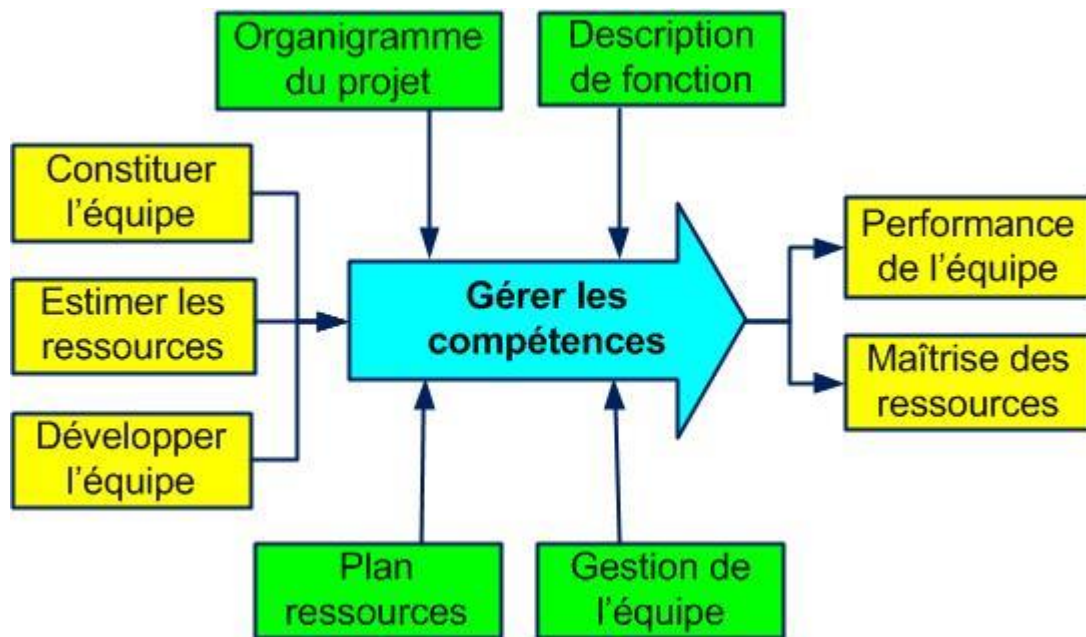 Organigramme
du projet
Description
de fonction
Constituer
l'équipe
Estimer les
ressources
Développer
l'équipe
Gérer les
compétences
Performance
de l'équipe
Maîtrise des
ressources
Plan
ressources
Gestion de
l'équipe